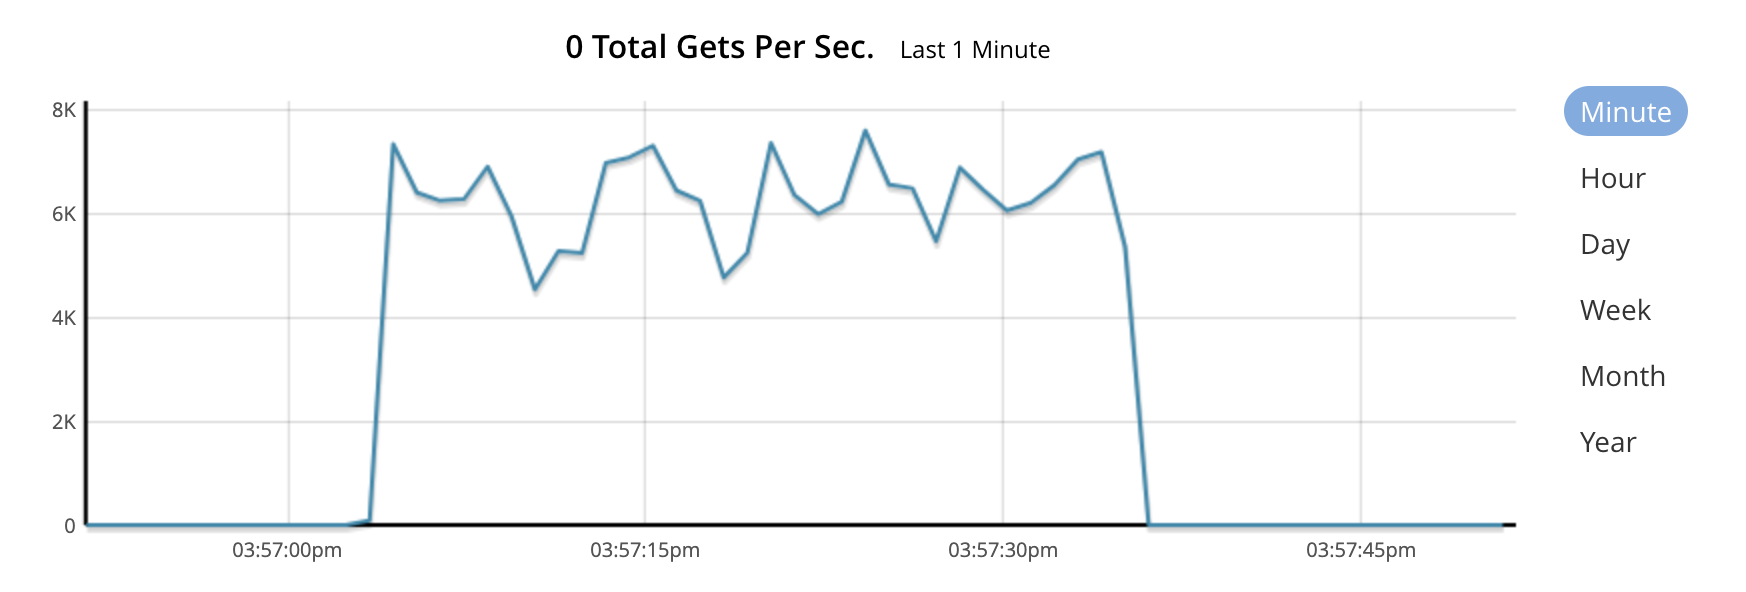 0 Total Gets Per Sec. Last 1 Minute
8K
6K
4K
2K
0
03:57:00pm 03:57:15pm 03:57:30pm 03:57:45pm
Minute
Hour
Day
Week
Month
Year